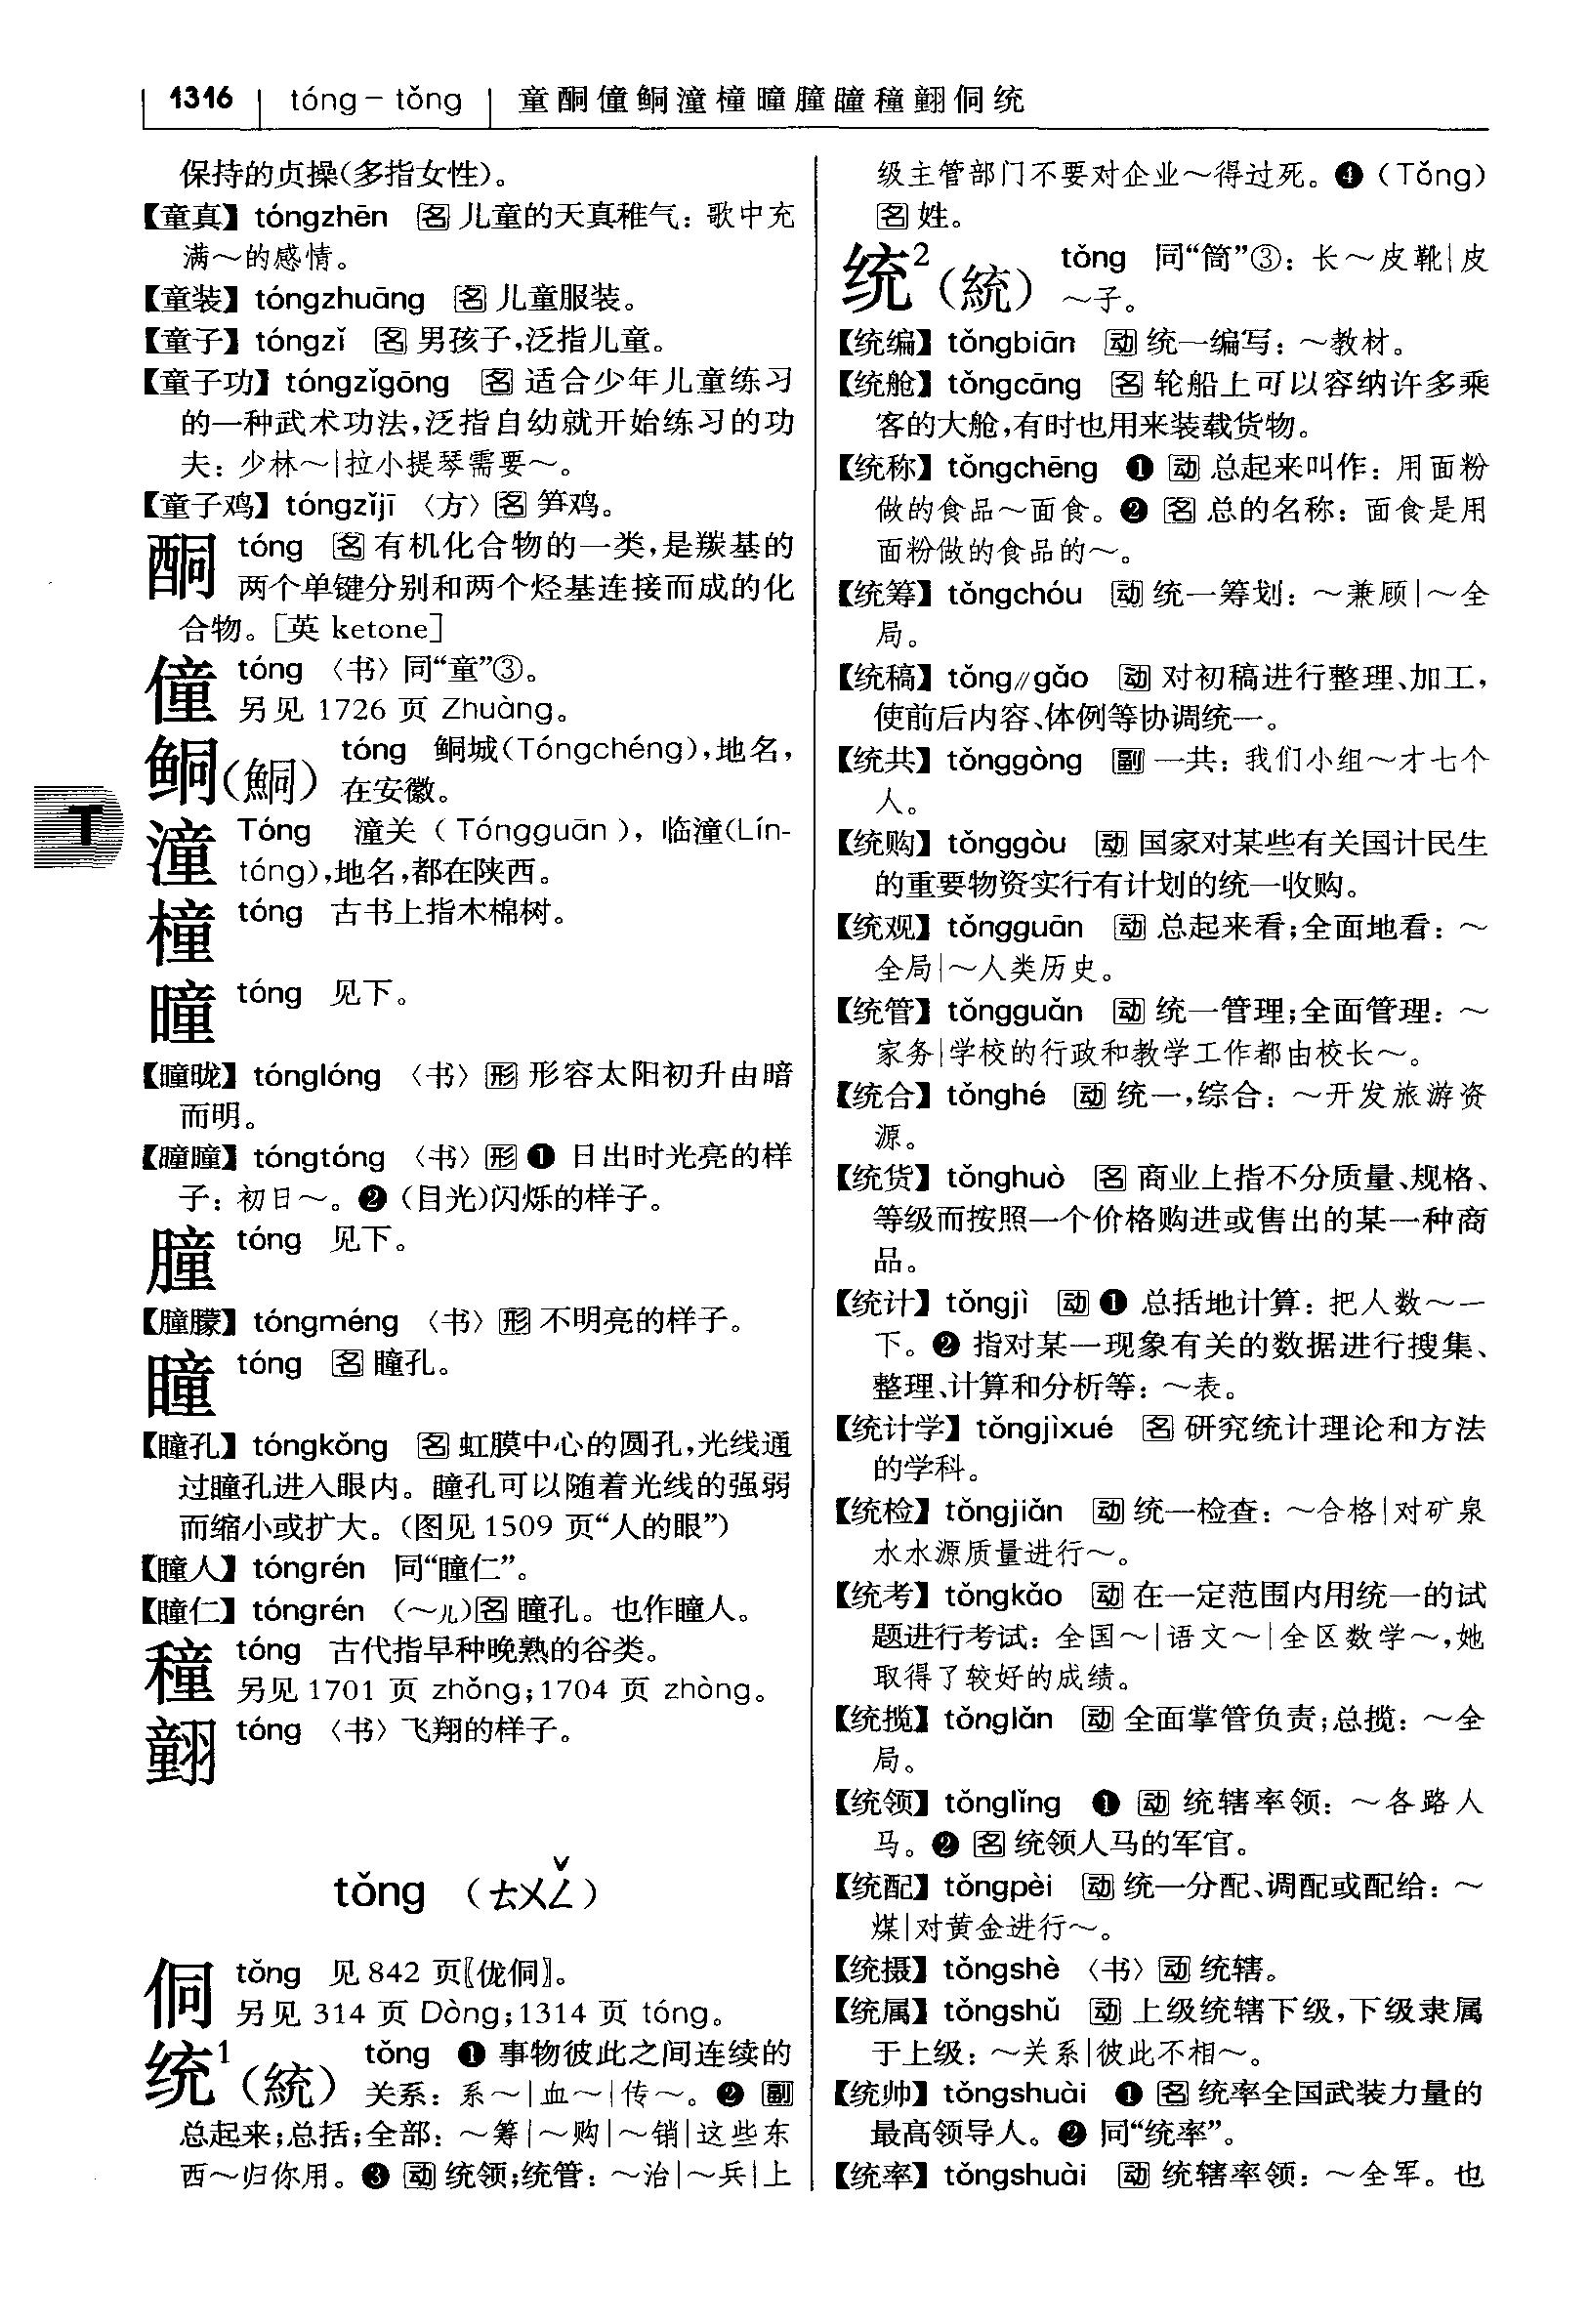 1316 tóng－tǒng 童酮僮鲖潼橦曈朣瞳穜𦒍侗统
保持的贞操(多指女性)。
【童真】tóngzhēn 名 儿童的天真稚气：歌中充
满～的感情。
【童装】tóngzhuāng 名 儿童服装。
【童子】tóngzǐ 名 男孩子,泛指儿童。
【童子功】tóngzǐgōng 名 适合少年儿童练习
的一种武术功法,泛指自幼就开始练习的功
夫：少林～|拉小提琴需要～。
【童子鸡】tóngzǐjī 〈方〉名 笋鸡。
酮 tóng 名 有机化合物的一类,是羰基的
两个单键分别和两个烃基连接而成的化
合物。[英 ketone]
僮 tóng 〈书〉同“童”③。
另见 1726 页 Zhuàng。
鲖(鮦) tóng 鲖城(Tóngchéng),地名,
在安徽。
T
潼 Tóng 潼关（Tóngguān），临潼(Lín-
tóng),地名,都在陕西。
橦 tóng 古书上指木棉树。
曈 tóng 见下。
【曈昽】tónglóng 〈书〉形 形容太阳初升由暗
而明。
【曈曈】tóngtóng 〈书〉形 ❶ 日出时光亮的样
子：初日～。❷ (目光)闪烁的样子。
朣 tóng 见下。
【朣朦】tóngméng 〈书〉形 不明亮的样子。
瞳 tóng 名 瞳孔。
【瞳孔】tóngkǒng 名 虹膜中心的圆孔,光线通
过瞳孔进入眼内。瞳孔可以随着光线的强弱
而缩小或扩大。(图见 1509 页“人的眼”)
【瞳人】tóngrén 同“瞳仁”。
【瞳仁】tóngrén (～儿)名 瞳孔。也作瞳人。
穜 tóng 古代指早种晚熟的谷类。
另见 1701 页 zhǒng;1704 页 zhòng。
𦒍 tóng 〈书〉飞翔的样子。
tǒng （ㄊㄨㄥˇ）
侗 tǒng 见 842 页〖优侗〗。
另见 314 页 Dòng;1314 页 tóng。
统¹(統) tǒng ❶ 事物彼此之间连续的
关系：系～|血～|传～。❷ 副
总起来;总括;全部：～筹|～购|～销|这些东
西～归你用。❸ 动 统领;统管：～治|～兵|上
级主管部门不要对企业～得过死。❹（Tǒng）
名 姓。
统²(統) tǒng 同“筒”③：长～皮靴|皮
～子。
【统编】tǒngbiān 动 统一编写：～教材。
【统舱】tǒngcāng 名 轮船上可以容纳许多乘
客的大舱,有时也用来装载货物。
【统称】tǒngchēng ❶ 动 总起来叫作：用面粉
做的食品～面食。❷ 名 总的名称：面食是用
面粉做的食品的～。
【统筹】tǒngchóu 动 统一筹划：～兼顾|～全
局。
【统稿】tǒng//gǎo 动 对初稿进行整理、加工,
使前后内容、体例等协调统一。
【统共】tǒnggòng 副 一共：我们小组～才七个
人。
【统购】tǒnggòu 动 国家对某些有关国计民生
的重要物资实行有计划的统一收购。
【统观】tǒngguān 动 总起来看;全面地看：～
全局|～人类历史。
【统管】tǒngguǎn 动 统一管理;全面管理：～
家务|学校的行政和教学工作都由校长～。
【统合】tǒnghé 动 统一,综合：～开发旅游资
源。
【统货】tǒnghuò 名 商业上指不分质量、规格、
等级而按照一个价格购进或售出的某一种商
品。
【统计】tǒngjì 动 ❶ 总括地计算：把人数～一
下。❷ 指对某一现象有关的数据进行搜集、
整理、计算和分析等：～表。
【统计学】tǒngjìxué 名 研究统计理论和方法
的学科。
【统检】tǒngjiǎn 动 统一检查：～合格|对矿泉
水水源质量进行～。
【统考】tǒngkǎo 动 在一定范围内用统一的试
题进行考试：全国～|语文～|全区数学～,她
取得了较好的成绩。
【统揽】tǒnglǎn 动 全面掌管负责;总揽：～全
局。
【统领】tǒnglǐng ❶ 动 统辖率领：～各路人
马。❷ 名 统领人马的军官。
【统配】tǒngpèi 动 统一分配、调配或配给：～
煤|对黄金进行～。
【统摄】tǒngshè 〈书〉动 统辖。
【统属】tǒngshǔ 动 上级统辖下级,下级隶属
于上级：～关系|彼此不相～。
【统帅】tǒngshuài ❶ 名 统率全国武装力量的
最高领导人。❷ 同“统率”。
【统率】tǒngshuài 动 统辖率领：～全军。也